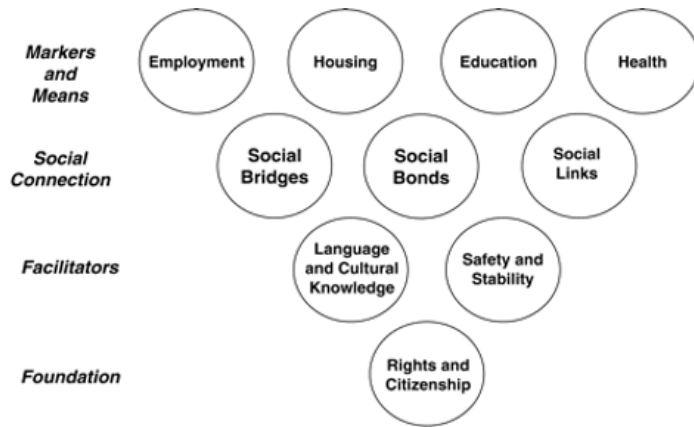 Markers
and
Means
Employment
Housing
Education
Health
Social
Connection
Social
Bridges
Social
Bonds
Social
Links
Facilitators
Language
and Cultural
Knowledge
Safety and
Stability
Foundation
Rights and
Citizenship